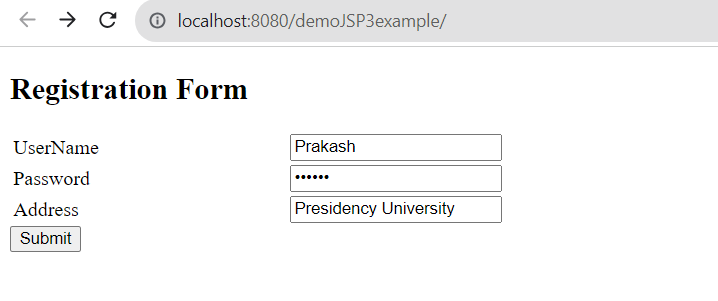 localhost:8080/demoJSP3example/
Registration Form
UserName Prakash
Password ••••••
Address Presidency University
Submit